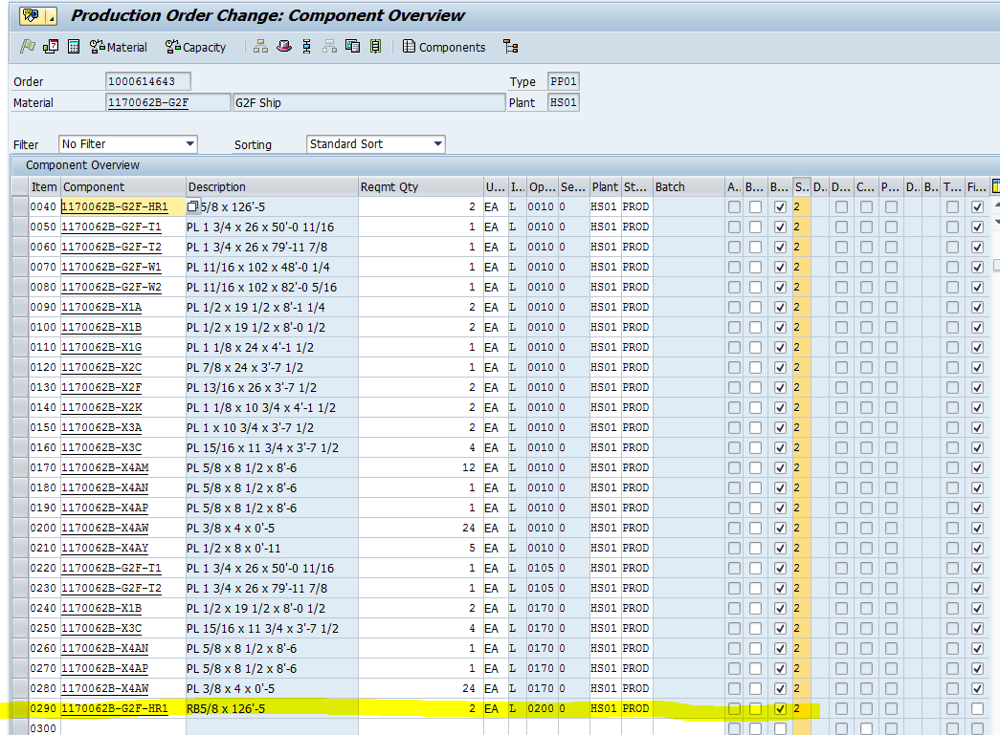 Production Order Change: Component Overview
Material Capacity Components
Order 1000614643 Type PP01
Material 1170062B-G2F G2F Ship Plant HS01
Filter No Filter Sorting Standard Sort
Component Overview
Item Component Description Reqmt Qty U... I... Op... Se... Plant St... Batch A.. B... B... S.. D.. D... C... P... D.. B.. T... Fi...
0040 1170062B-G2F-HR1 5/8 x 126'-5 2 EA L 0010 0 HS01 PROD 2
0050 1170062B-G2F-T1 PL 1 3/4 x 26 x 50'-0 11/16 1 EA L 0010 0 HS01 PROD 2
0060 1170062B-G2F-T2 PL 1 3/4 x 26 x 79'-11 7/8 1 EA L 0010 0 HS01 PROD 2
0070 1170062B-G2F-W1 PL 11/16 x 102 x 48'-0 1/4 1 EA L 0010 0 HS01 PROD 2
0080 1170062B-G2F-W2 PL 11/16 x 102 x 82'-0 5/16 1 EA L 0010 0 HS01 PROD 2
0090 1170062B-X1A PL 1/2 x 19 1/2 x 8'-1 1/4 2 EA L 0010 0 HS01 PROD 2
0100 1170062B-X1B PL 1/2 x 19 1/2 x 8'-0 1/2 2 EA L 0010 0 HS01 PROD 2
0110 1170062B-X1G PL 1 1/8 x 24 x 4'-1 1/2 1 EA L 0010 0 HS01 PROD 2
0120 1170062B-X2C PL 7/8 x 24 x 3'-7 1/2 1 EA L 0010 0 HS01 PROD 2
0130 1170062B-X2F PL 13/16 x 26 x 3'-7 1/2 2 EA L 0010 0 HS01 PROD 2
0140 1170062B-X2K PL 1 1/8 x 10 3/4 x 4'-1 1/2 2 EA L 0010 0 HS01 PROD 2
0150 1170062B-X3A PL 1 x 10 3/4 x 3'-7 1/2 2 EA L 0010 0 HS01 PROD 2
0160 1170062B-X3C PL 15/16 x 11 3/4 x 3'-7 1/2 4 EA L 0010 0 HS01 PROD 2
0170 1170062B-X4AM PL 5/8 x 8 1/2 x 8'-6 12 EA L 0010 0 HS01 PROD 2
0180 1170062B-X4AN PL 5/8 x 8 1/2 x 8'-6 1 EA L 0010 0 HS01 PROD 2
0190 1170062B-X4AP PL 5/8 x 8 1/2 x 8'-6 1 EA L 0010 0 HS01 PROD 2
0200 1170062B-X4AW PL 3/8 x 4 x 0'-5 24 EA L 0010 0 HS01 PROD 2
0210 1170062B-X4AY PL 1/2 x 8 x 0'-11 5 EA L 0010 0 HS01 PROD 2
0220 1170062B-G2F-T1 PL 1 3/4 x 26 x 50'-0 11/16 1 EA L 0105 0 HS01 PROD 2
0230 1170062B-G2F-T2 PL 1 3/4 x 26 x 79'-11 7/8 1 EA L 0105 0 HS01 PROD 2
0240 1170062B-X1B PL 1/2 x 19 1/2 x 8'-0 1/2 2 EA L 0170 0 HS01 PROD 2
0250 1170062B-X3C PL 15/16 x 11 3/4 x 3'-7 1/2 4 EA L 0170 0 HS01 PROD 2
0260 1170062B-X4AN PL 5/8 x 8 1/2 x 8'-6 1 EA L 0170 0 HS01 PROD 2
0270 1170062B-X4AP PL 5/8 x 8 1/2 x 8'-6 1 EA L 0170 0 HS01 PROD 2
0280 1170062B-X4AW PL 3/8 x 4 x 0'-5 24 EA L 0170 0 HS01 PROD 2
0290 1170062B-G2F-HR1 RB5/8 x 126'-5 2 EA L 0200 0 HS01 PROD 2
0300